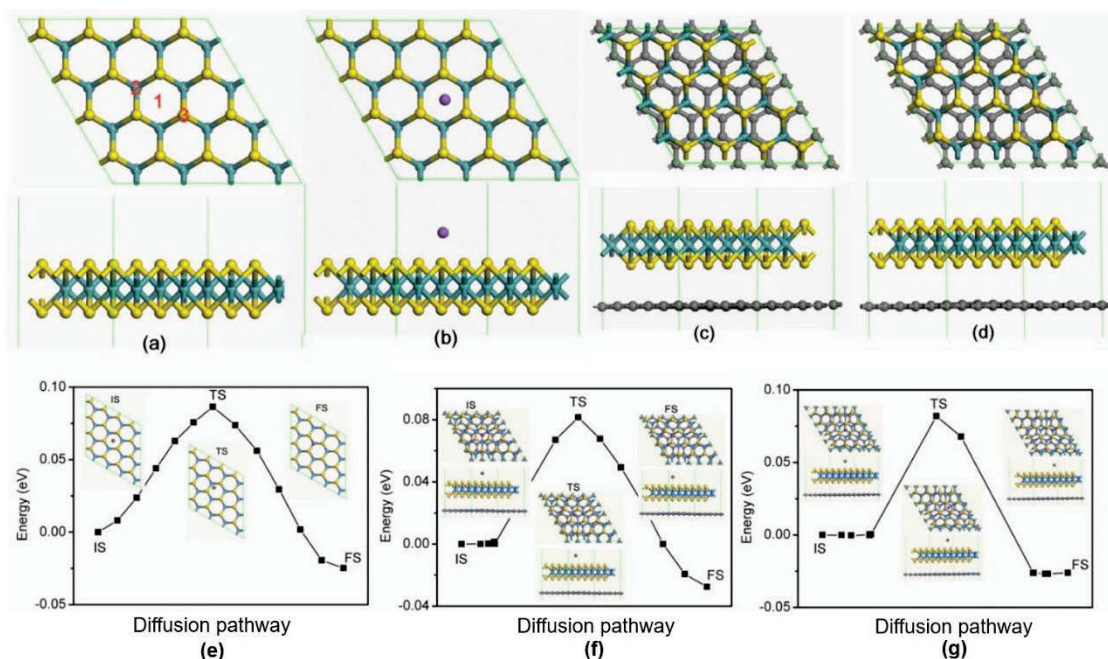 2
1
3
(a)
(b)
(c)
(d)
0.10
0.05
0.00
-0.05
Energy (eV)
IS
TS
FS
IS
TS
FS
Diffusion pathway
(e)
0.08
0.04
0.00
-0.04
Energy (eV)
IS
TS
FS
IS
TS
FS
Diffusion pathway
(f)
0.10
0.05
0.00
-0.05
Energy (eV)
TS
IS
FS
Diffusion pathway
(g)